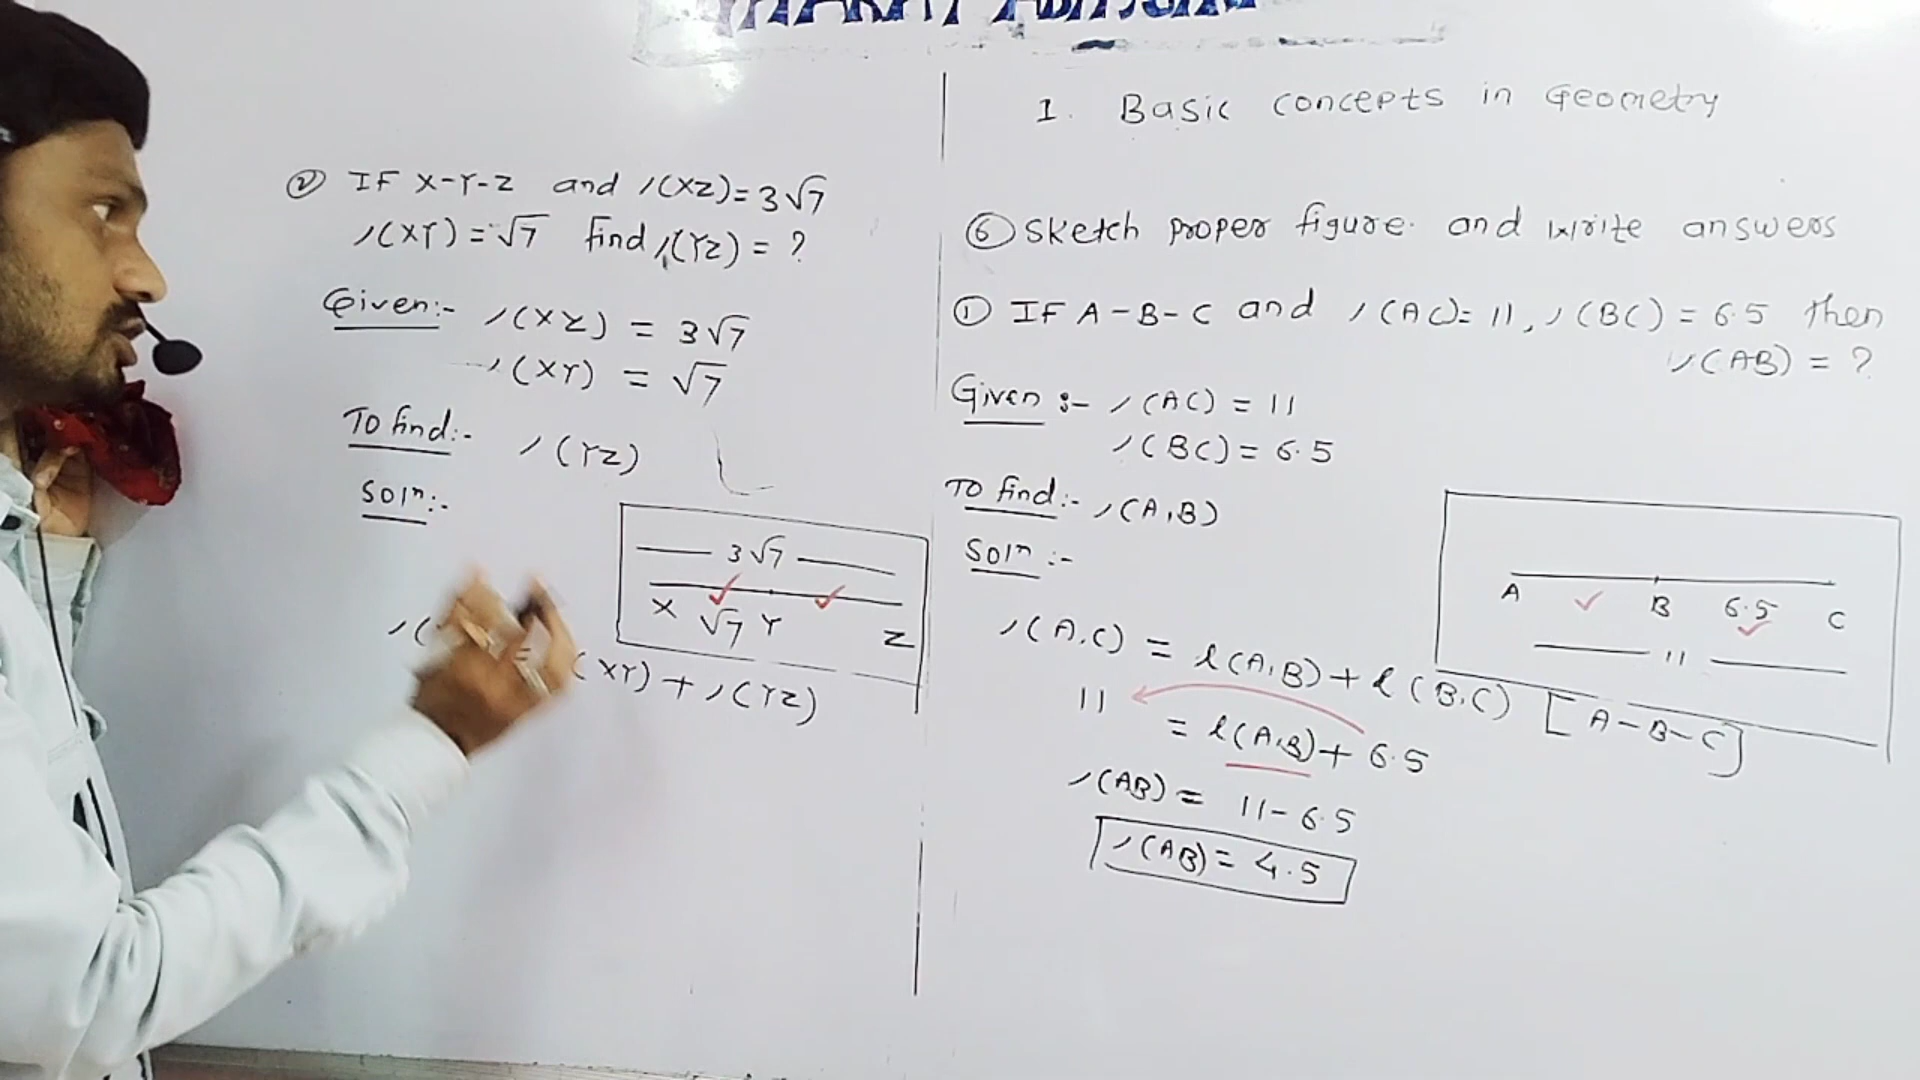 1. Basic concepts in Geometry
② IF X-Y-Z and l(XZ)= 3√7
l(XY) = √7 find l(YZ) = ?
Given:- l(XZ) = 3√7
l(XY) = √7
To find:- l(YZ)
Soln:-
3√7
X √7 Y Z
l( = (XY) + l(YZ)
⑥ Sketch proper figure. and write answers
① IF A-B-C and l(AC)= 11, l(BC) = 6.5 then
l(AB) = ?
Given :- l(AC) = 11
l(BC) = 6.5
To find:- l(A,B)
Soln :-
A B 6.5 C
11
l(A.C) = l(A,B) + l(B.C) [A-B-C]
11 = l(A,B) + 6.5
l(AB) = 11 - 6.5
l(AB) = 4.5